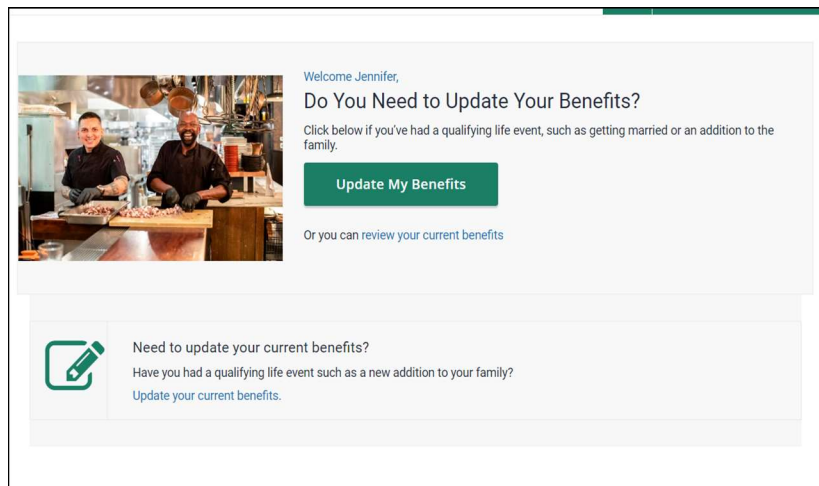 Welcome Jennifer,
Do You Need to Update Your Benefits?
Click below if you've had a qualifying life event, such as getting married or an addition to the
family.
Update My Benefits
Or you can review your current benefits
Need to update your current benefits?
Have you had a qualifying life event such as a new addition to your family?
Update your current benefits.